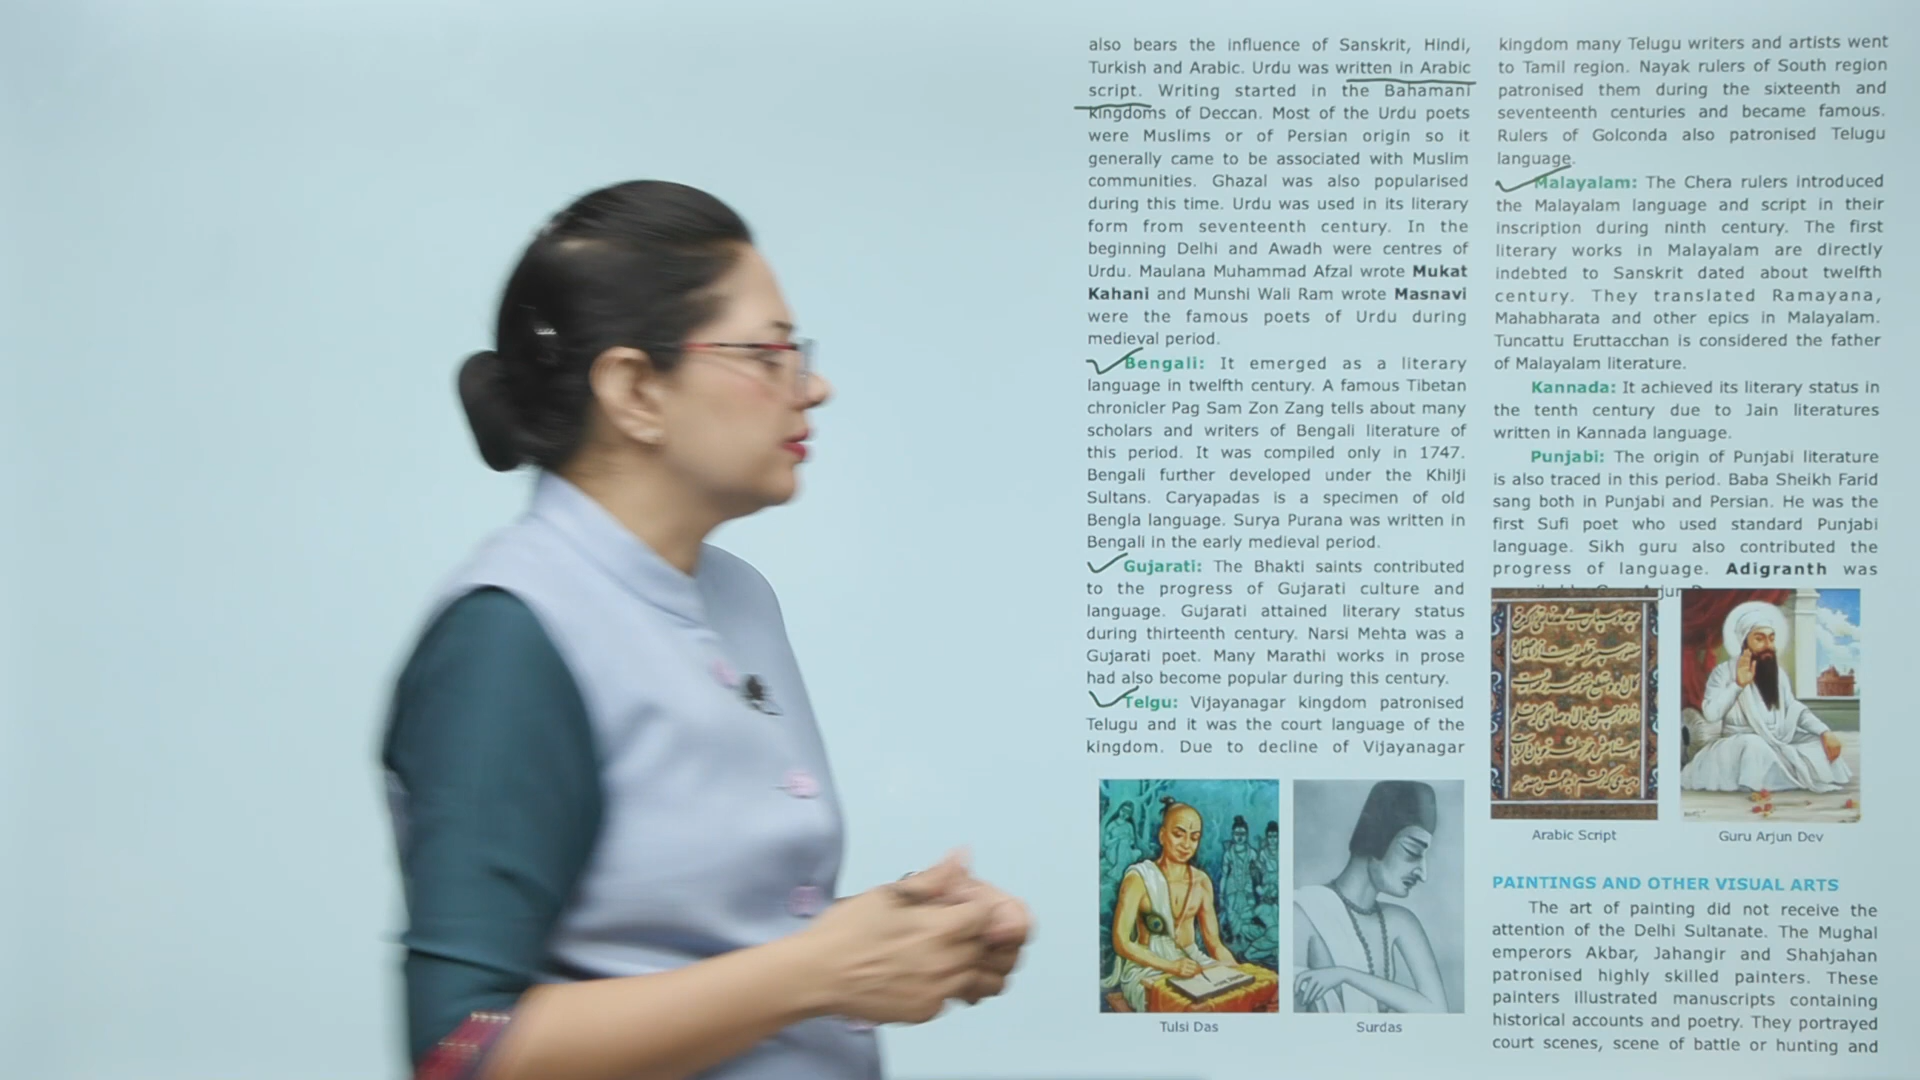 also bears the influence of Sanskrit, Hindi,
Turkish and Arabic. Urdu was written in Arabic
script. Writing started in the Bahamani
kingdoms of Deccan. Most of the Urdu poets
were Muslims or of Persian origin so it
generally came to be associated with Muslim
communities. Ghazal was also popularised
during this time. Urdu was used in its literary
form from seventeenth century. In the
beginning Delhi and Awadh were centres of
Urdu. Maulana Muhammad Afzal wrote Mukat
Kahani and Munshi Wali Ram wrote Masnavi
were the famous poets of Urdu during
medieval period.
Bengali: It emerged as a literary
language in twelfth century. A famous Tibetan
chronicler Pag Sam Zon Zang tells about many
scholars and writers of Bengali literature of
this period. It was compiled only in 1747.
Bengali further developed under the Khilji
Sultans. Caryapadas is a specimen of old
Bengla language. Surya Purana was written in
Bengali in the early medieval period.
Gujarati: The Bhakti saints contributed
to the progress of Gujarati culture and
language. Gujarati attained literary status
during thirteenth century. Narsi Mehta was a
Gujarati poet. Many Marathi works in prose
had also become popular during this century.
Telgu: Vijayanagar kingdom patronised
Telugu and it was the court language of the
kingdom. Due to decline of Vijayanagar
Tulsi Das
Surdas
kingdom many Telugu writers and artists went
to Tamil region. Nayak rulers of South region
patronised them during the sixteenth and
seventeenth centuries and became famous.
Rulers of Golconda also patronised Telugu
language.
Malayalam: The Chera rulers introduced
the Malayalam language and script in their
inscription during ninth century. The first
literary works in Malayalam are directly
indebted to Sanskrit dated about twelfth
century. They translated Ramayana,
Mahabharata and other epics in Malayalam.
Tuncattu Eruttacchan is considered the father
of Malayalam literature.
Kannada: It achieved its literary status in
the tenth century due to Jain literatures
written in Kannada language.
Punjabi: The origin of Punjabi literature
is also traced in this period. Baba Sheikh Farid
sang both in Punjabi and Persian. He was the
first Sufi poet who used standard Punjabi
language. Sikh guru also contributed the
progress of language. Adigranth was
Arabic Script
Guru Arjun Dev
PAINTINGS AND OTHER VISUAL ARTS
The art of painting did not receive the
attention of the Delhi Sultanate. The Mughal
emperors Akbar, Jahangir and Shahjahan
patronised highly skilled painters. These
painters illustrated manuscripts containing
historical accounts and poetry. They portrayed
court scenes, scene of battle or hunting and